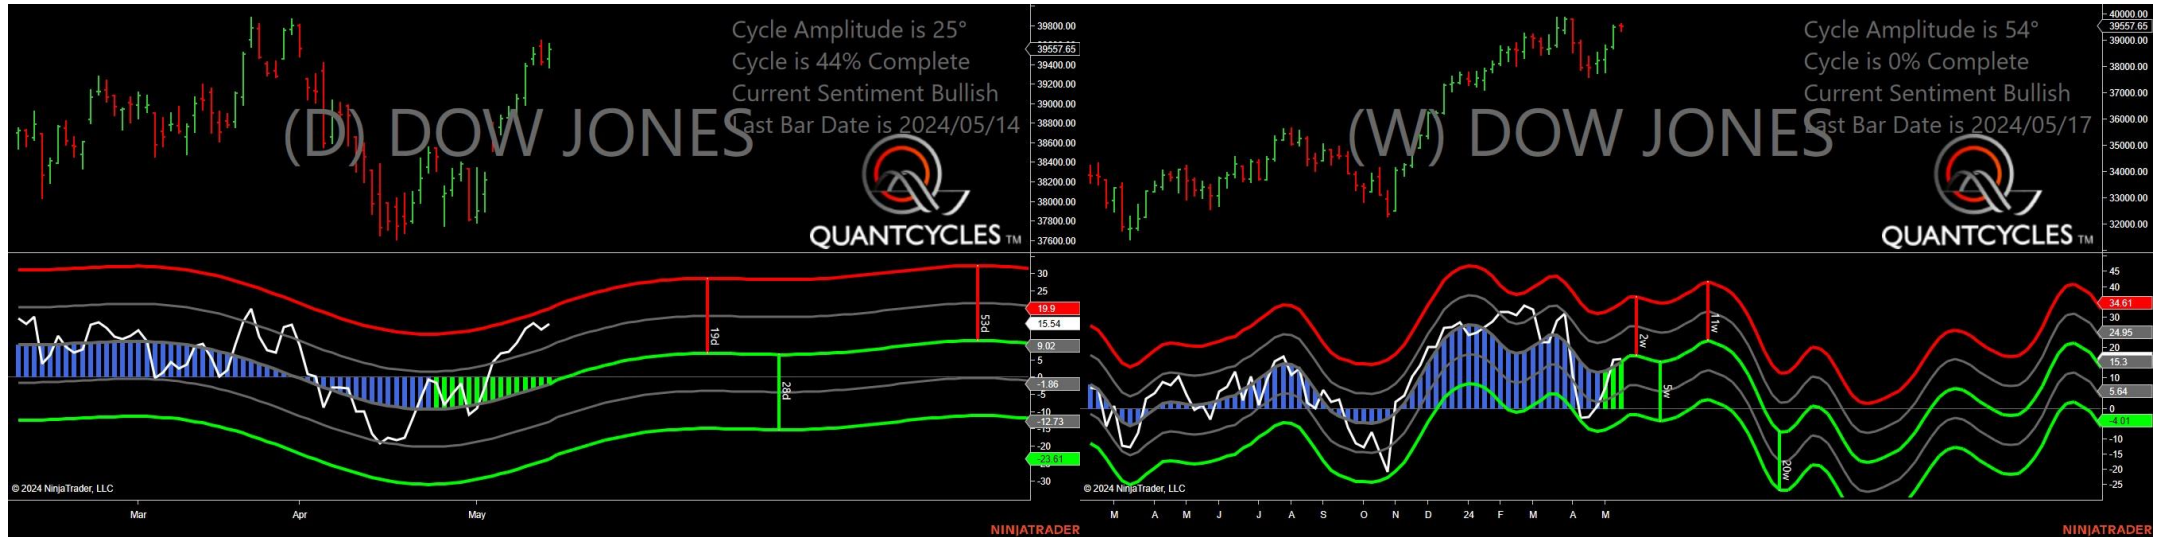 Cycle Amplitude is 25°
Cycle is 44% Complete
Current Sentiment Bullish
Last Bar Date is 2024/05/14
(D) DOW JONES
QUANTCYCLES TM
39800.00
39557.65
39400.00
39200.00
39000.00
38800.00
38600.00
38400.00
38200.00
38000.00
37800.00
37600.00
30
25
19.9
15.54
9.02
5
0
-1.86
-5
-10
-12.73
-20
-23.61
-30
19d
28d
53d
© 2024 NinjaTrader, LLC
Mar Apr May
NINJATRADER
Cycle Amplitude is 54°
Cycle is 0% Complete
Current Sentiment Bullish
Last Bar Date is 2024/05/17
(W) DOW JONES
QUANTCYCLES TM
40000.00
39557.65
39000.00
38000.00
37000.00
36000.00
35000.00
34000.00
33000.00
32000.00
45
40
34.61
30
24.95
20
15.3
10
5.64
0
-4.01
-10
-15
-20
-25
2w
5w
11w
20w
© 2024 NinjaTrader, LLC
M A M J J A S O N D 24 F M A M
NINJATRADER